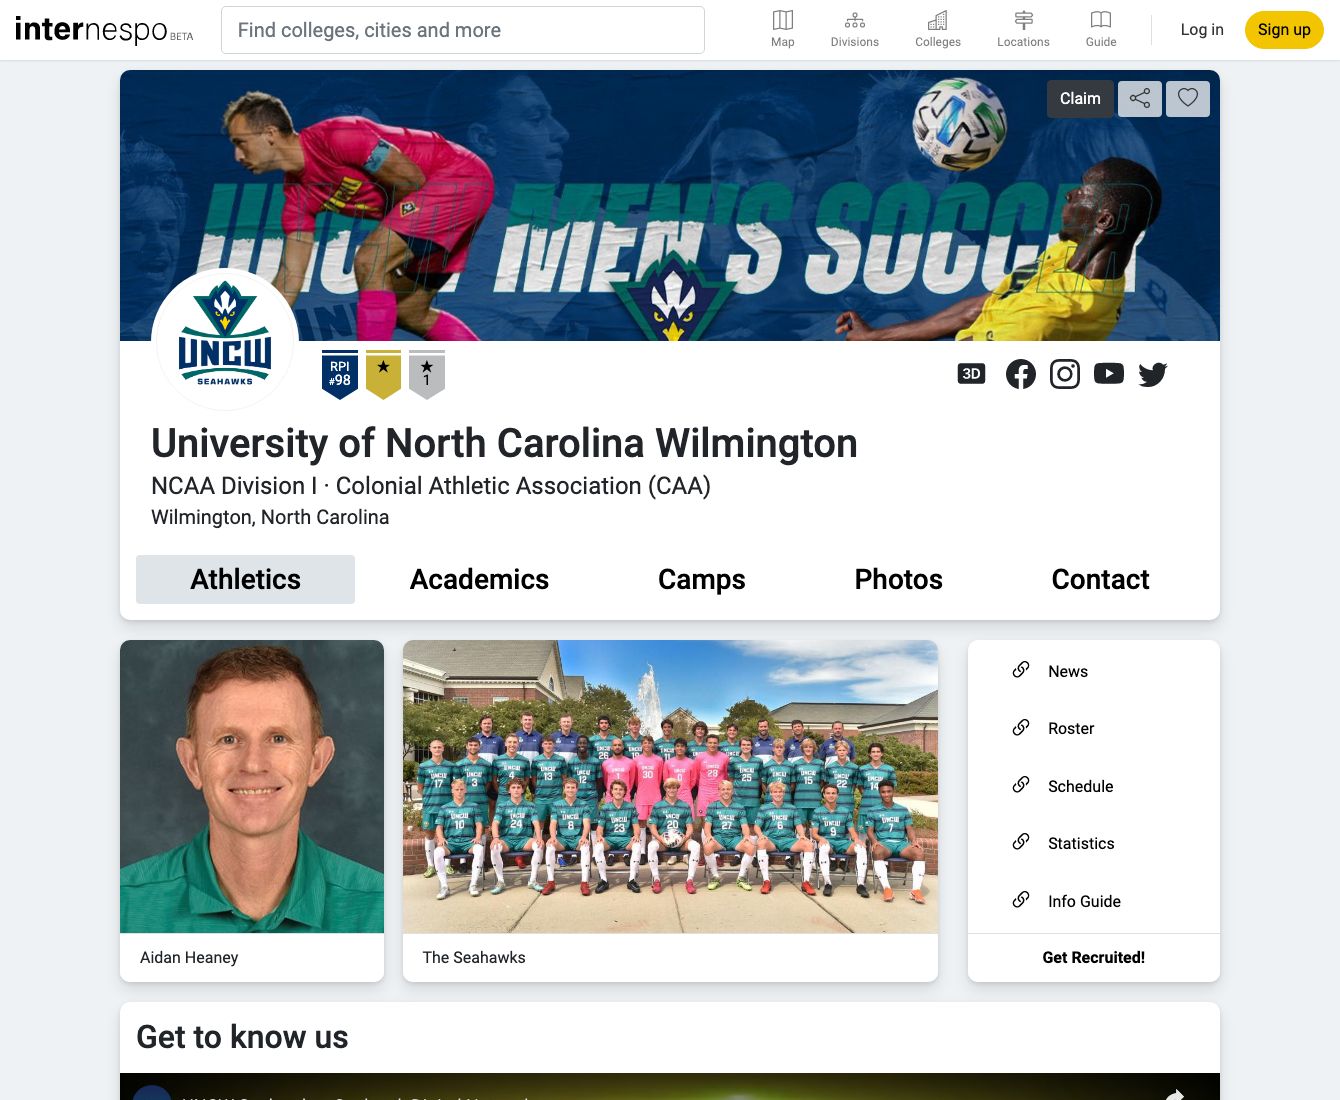 internespo BETA
Find colleges, cities and more
Map
Divisions
Colleges
Locations
Guide
Log in
Sign up
Claim
UNCW MEN'S SOCCER
UNCW
SEAHAWKS
RPI
#98
1
3D
University of North Carolina Wilmington
NCAA Division I · Colonial Athletic Association (CAA)
Wilmington, North Carolina
Athletics
Academics
Camps
Photos
Contact
News
Roster
Schedule
Statistics
Info Guide
Get Recruited!
Aidan Heaney
The Seahawks
Get to know us